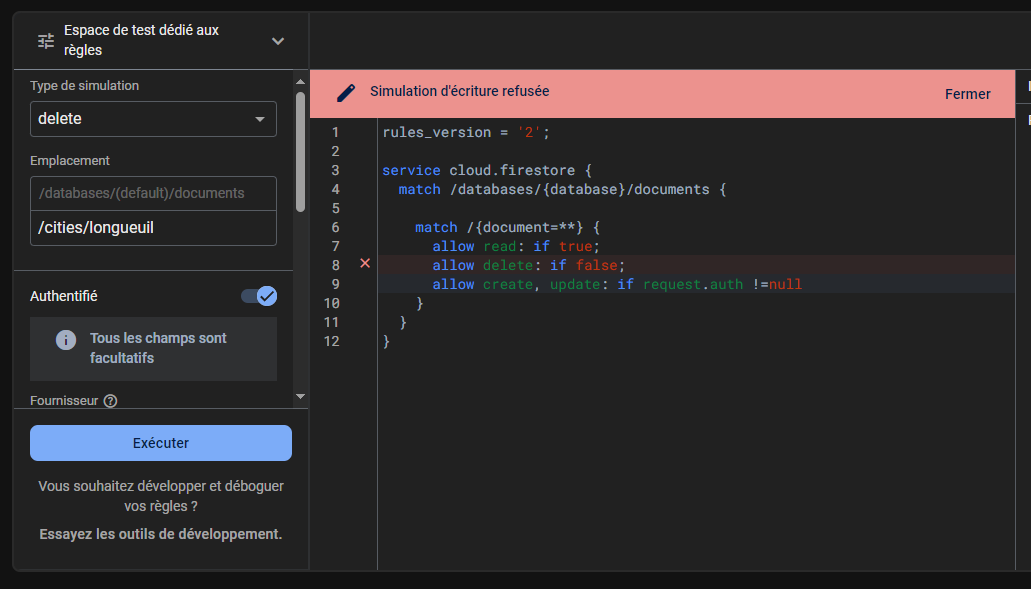 Espace de test dédié aux
règles
Type de simulation
delete
Emplacement
/databases/(default)/documents
/cities/longueuil
Authentifié
Tous les champs sont
facultatifs
Fournisseur
Exécuter
Vous souhaitez développer et déboguer
vos règles ?
Essayez les outils de développement.
Simulation d'écriture refusée
Fermer
1 rules_version = '2';
2
3 service cloud.firestore {
4 match /databases/{database}/documents {
5
6 match /{document=**} {
7 allow read: if true;
8 allow delete: if false;
9 allow create, update: if request.auth !=null
10 }
11 }
12 }